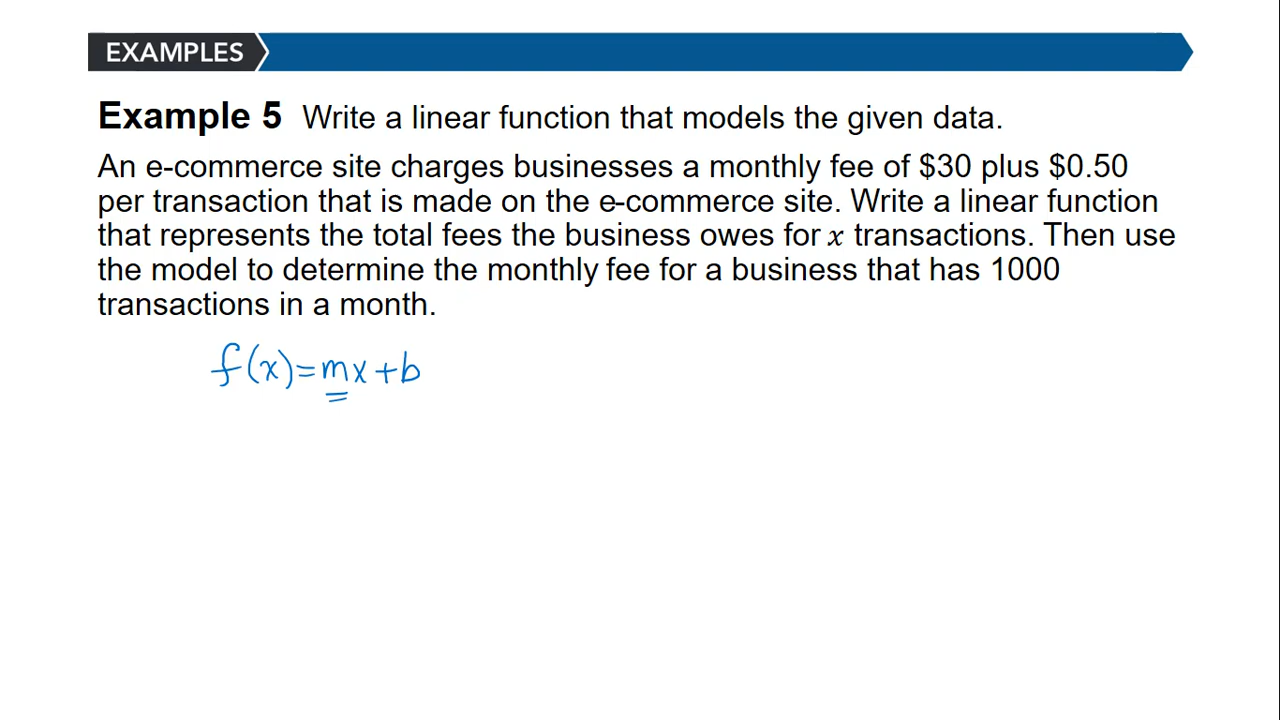 EXAMPLES
Example 5 Write a linear function that models the given data.
An e-commerce site charges businesses a monthly fee of $30 plus $0.50
per transaction that is made on the e-commerce site. Write a linear function
that represents the total fees the business owes for x transactions. Then use
the model to determine the monthly fee for a business that has 1000
transactions in a month.
f(x)=mx+b